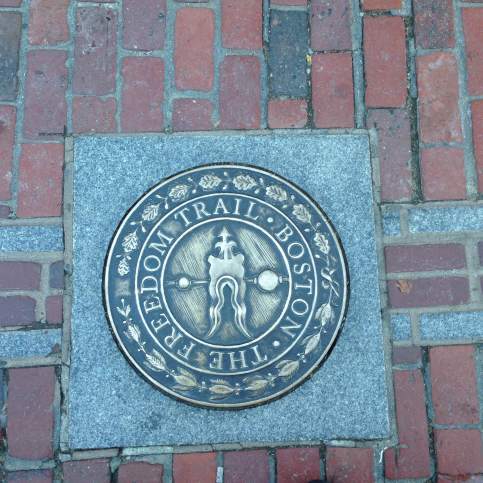 THE FREEDOM TRAIL • BOSTON •